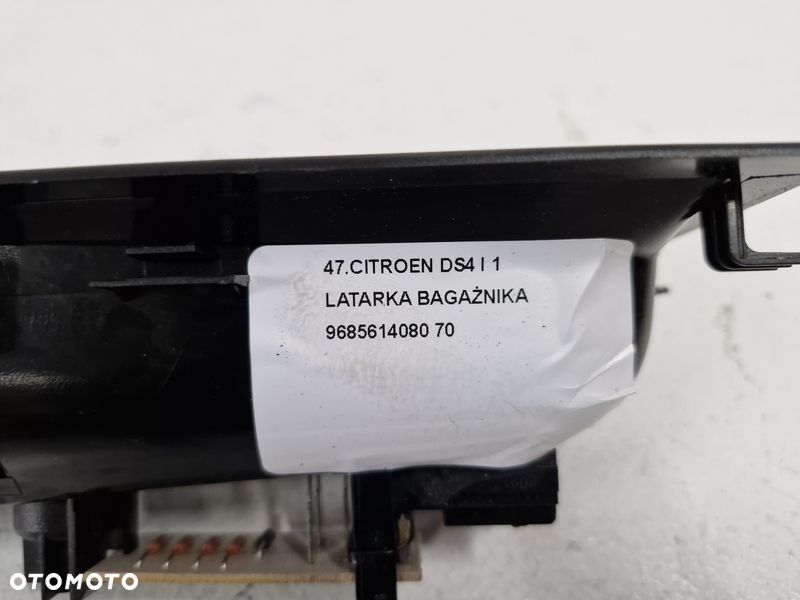 47.CITROEN DS4 I 1
LATARKA BAGAŻNIKA
9685614080 70
OTOMOTO